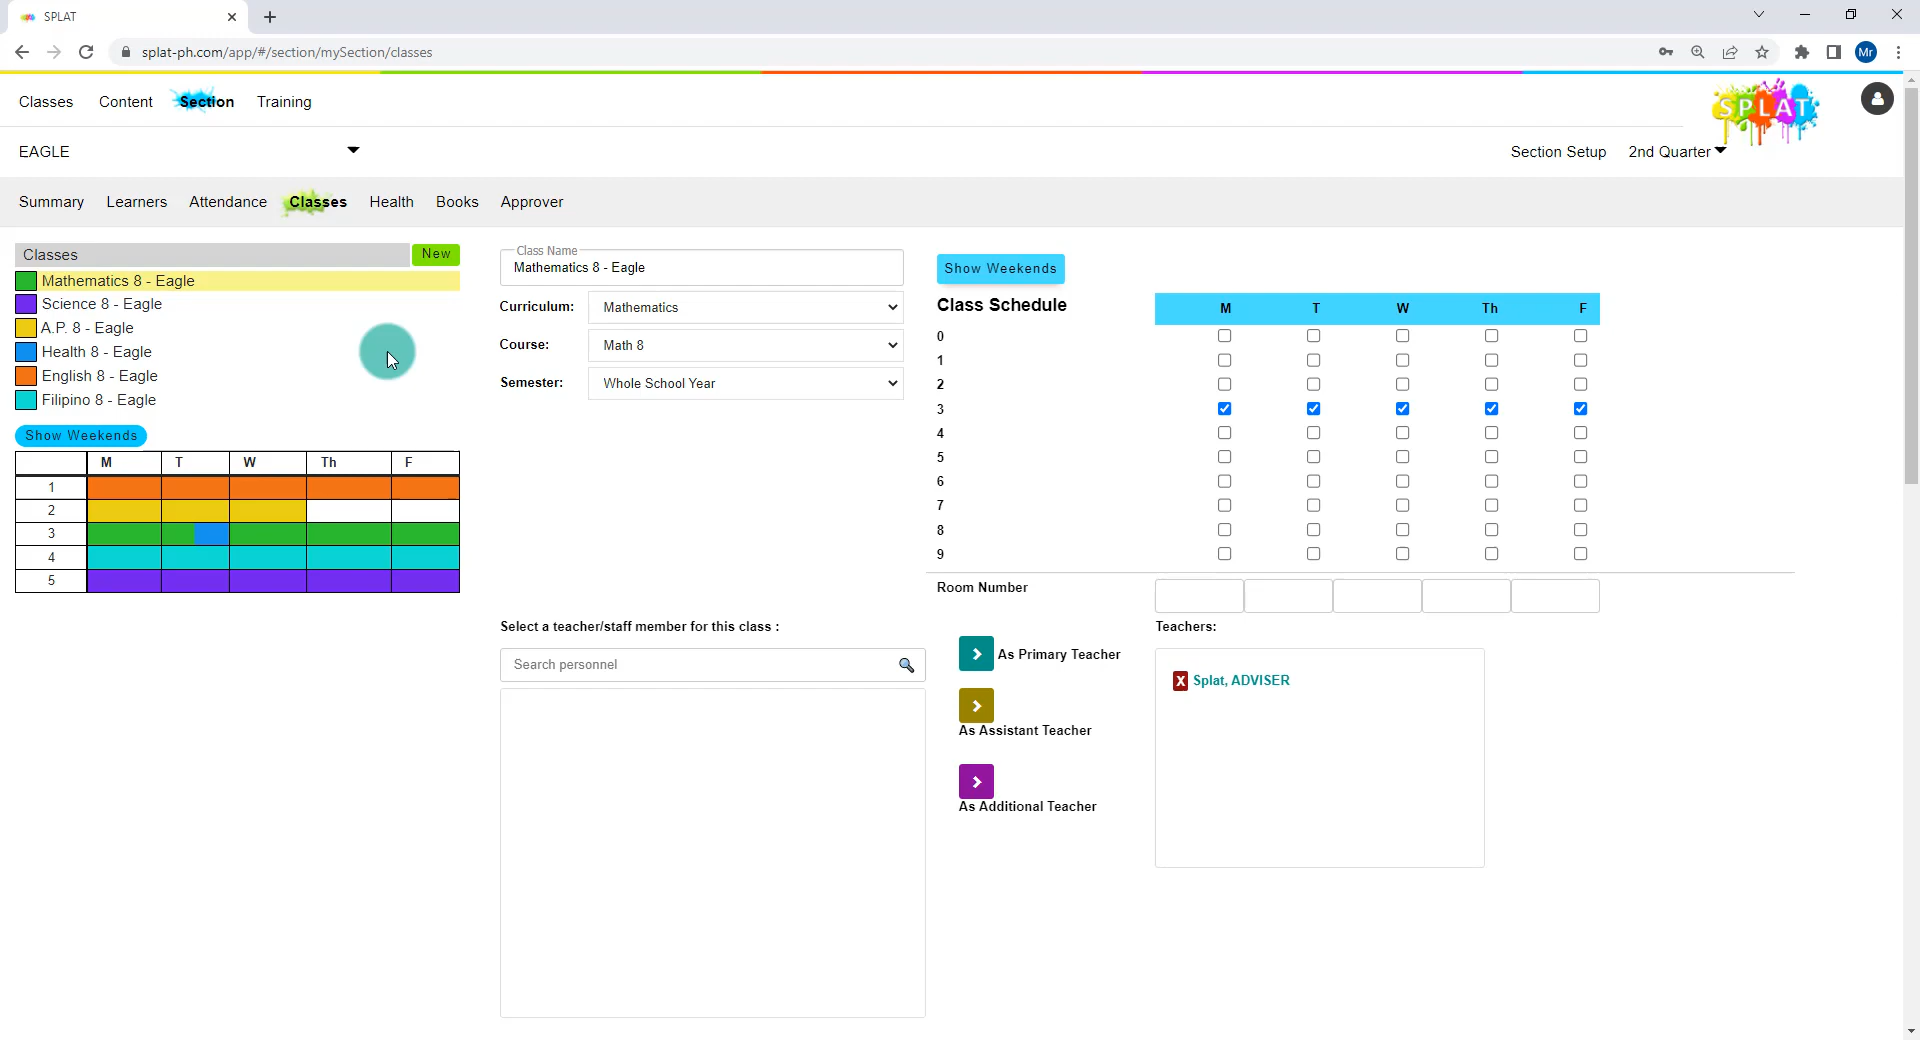 SPLAT
splat-ph.com/app/#/section/mySection/classes
Mr
Classes Content Section Training
SPLAT
EAGLE
Section Setup 2nd Quarter
Summary Learners Attendance Classes Health Books Approver
Classes New
Mathematics 8 - Eagle
Science 8 - Eagle
A.P. 8 - Eagle
Health 8 - Eagle
English 8 - Eagle
Filipino 8 - Eagle
Show Weekends
M T W Th F
1
2
3
4
5
Class Name
Mathematics 8 - Eagle
Curriculum: Mathematics
Course: Math 8
Semester: Whole School Year
Show Weekends
Class Schedule M T W Th F
0
1
2
3
4
5
6
7
8
9
Room Number
Select a teacher/staff member for this class :
Search personnel
As Primary Teacher
As Assistant Teacher
As Additional Teacher
Teachers:
X Splat, ADVISER